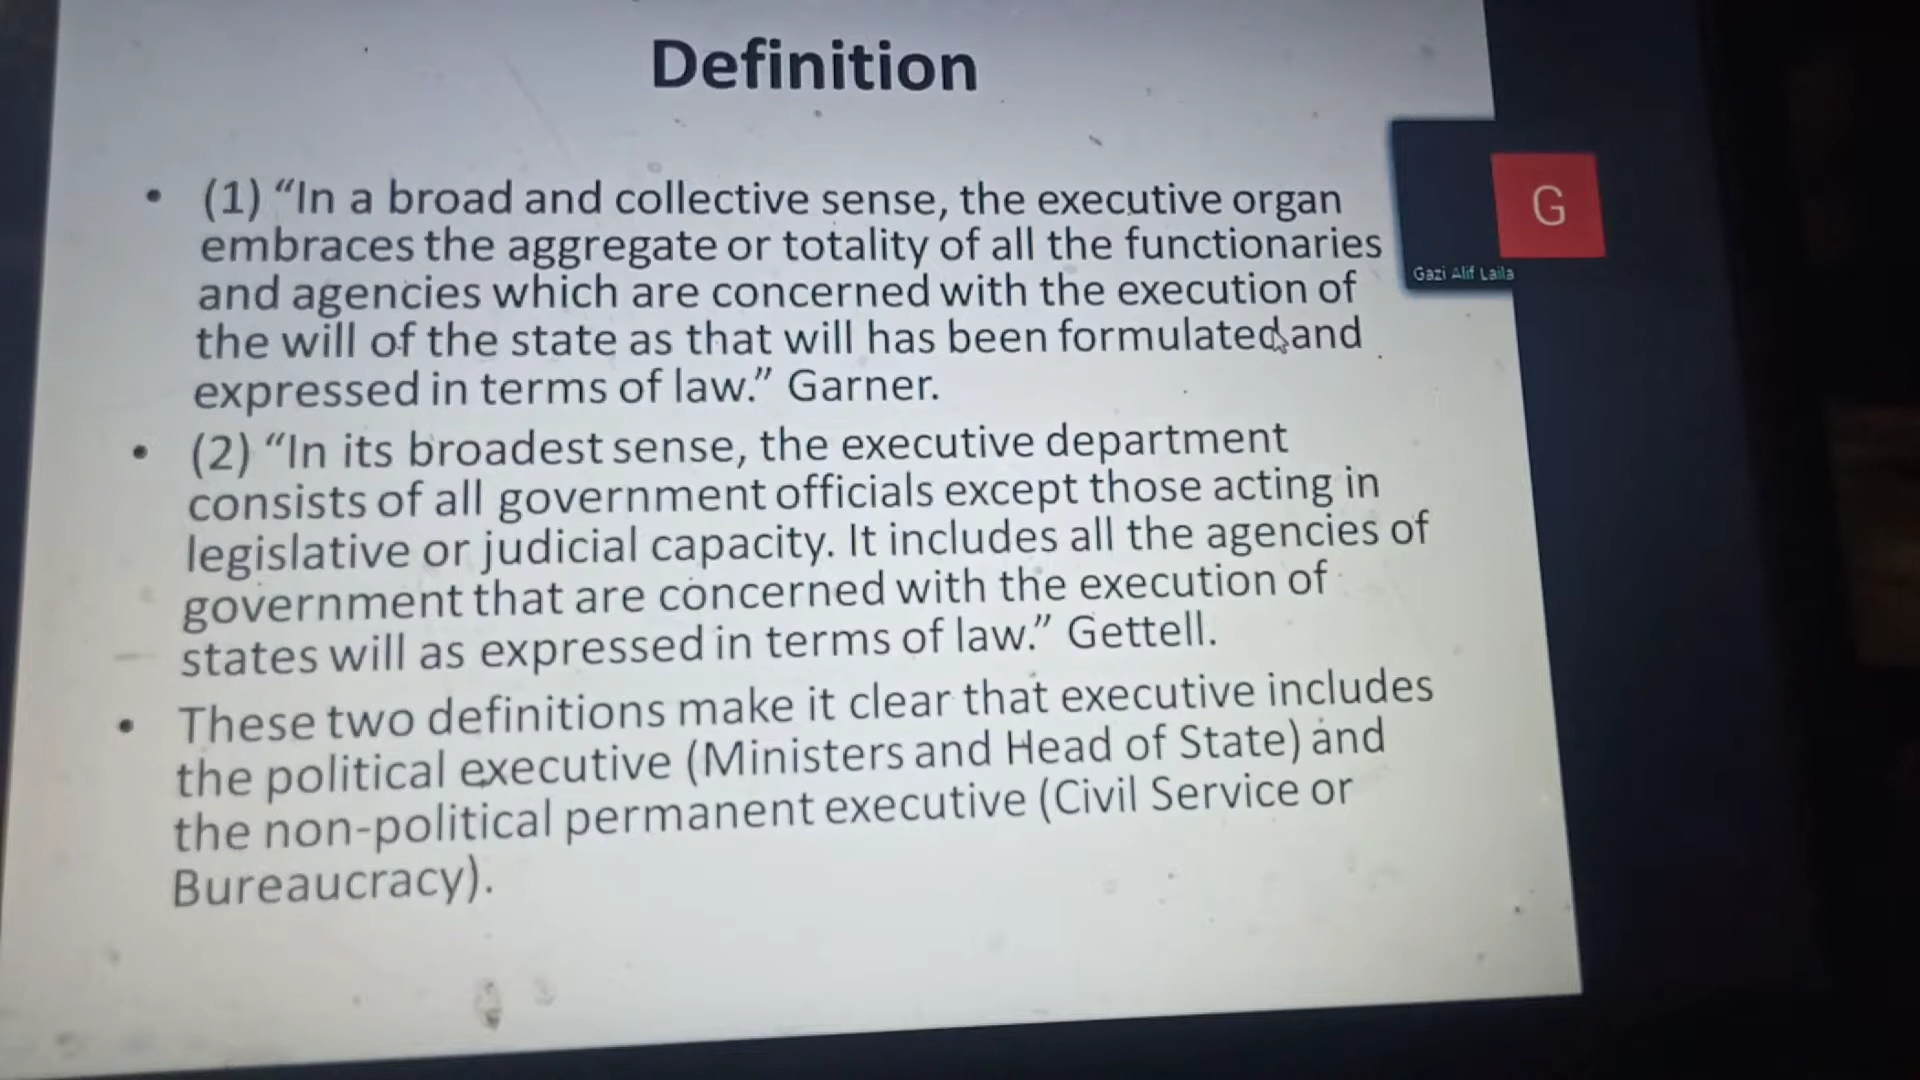 Definition
• (1) “In a broad and collective sense, the executive organ
embraces the aggregate or totality of all the functionaries
and agencies which are concerned with the execution of
the will of the state as that will has been formulated and
expressed in terms of law.” Garner.
• (2) “In its broadest sense, the executive department
consists of all government officials except those acting in
legislative or judicial capacity. It includes all the agencies of
government that are concerned with the execution of
states will as expressed in terms of law.” Gettell.
• These two definitions make it clear that executive includes
the political executive (Ministers and Head of State) and
the non-political permanent executive (Civil Service or
Bureaucracy).
G
Gazi Alif Laila